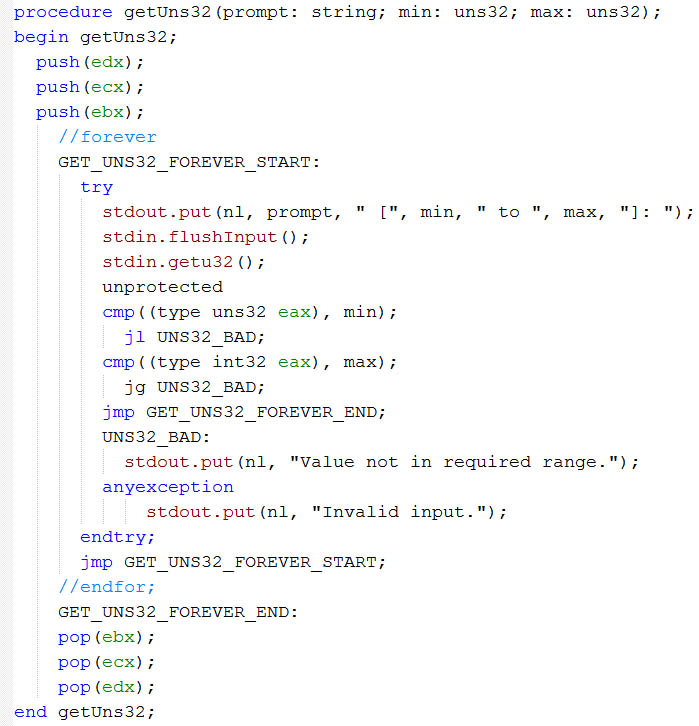 procedure getUns32(prompt: string; min: uns32; max: uns32);
begin getUns32;
push(edx);
push(ecx);
push(ebx);
//forever
GET_UNS32_FOREVER_START:
try
stdout.put(nl, prompt, " [", min, " to ", max, "]: ");
stdin.flushInput();
stdin.getu32();
unprotected
cmp((type uns32 eax), min);
jl UNS32_BAD;
cmp((type int32 eax), max);
jg UNS32_BAD;
jmp GET_UNS32_FOREVER_END;
UNS32_BAD:
stdout.put(nl, "Value not in required range.");
anyexception
stdout.put(nl, "Invalid input.");
endtry;
jmp GET_UNS32_FOREVER_START;
//endfor;
GET_UNS32_FOREVER_END:
pop(ebx);
pop(ecx);
pop(edx);
end getUns32;